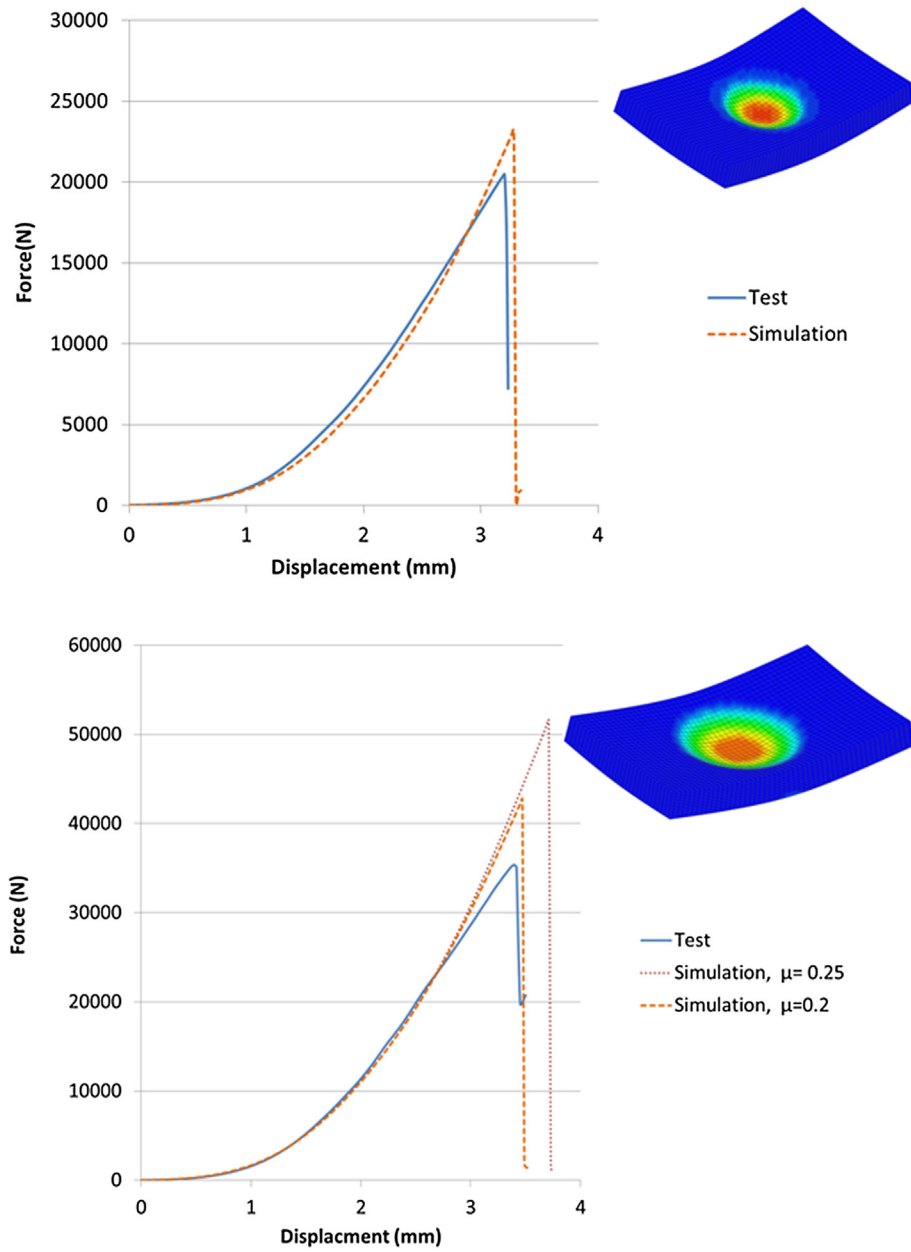 30000
25000
20000
15000
10000
5000
0
Force(N)
0 1 2 3 4
Displacement (mm)
Test
Simulation
60000
50000
40000
30000
20000
10000
0
Force (N)
0 1 2 3 4
Displacment (mm)
Test
Simulation, μ= 0.25
Simulation, μ=0.2